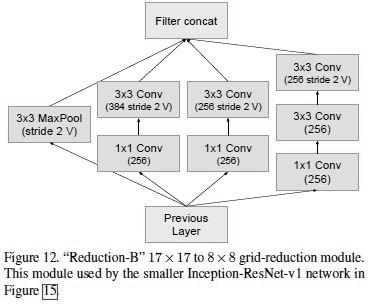 Filter concat
3x3 Conv
(256 stride 2 V)
3x3 Conv
(384 stride 2 V)
3x3 Conv
(256 stride 2 V)
3x3 MaxPool
(stride 2 V)
3x3 Conv
(256)
1x1 Conv
(256)
1x1 Conv
(256)
1x1 Conv
(256)
Previous
Layer
Figure 12. “Reduction-B” 17 × 17 to 8 × 8 grid-reduction module.
This module used by the smaller Inception-ResNet-v1 network in
Figure 15.